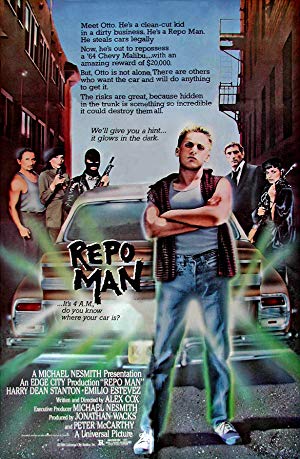 Meet Otto. He's a clean-cut kid
in a dirty business. He's a Repo Man.
He steals cars legally
Now, he's out to repossess
a '64 Chevy Malibu,...with an
amazing reward of $20,000.
But, Otto is not alone. There are others
who want the car and will do anything
to get it.
The risks are great, because hidden
in the trunk is something so incredible
it could destroy them all.
We'll give you a hint...
it glows in the dark.
REPO
MAN
...It's 4 A.M.,
do you know
where your car is?
A MICHAEL NESMITH Presentation
An EDGE CITY Production "REPO MAN"
HARRY DEAN STANTON · EMILIO ESTEVEZ
Written and Directed by ALEX COX
Executive Producer MICHAEL NESMITH
Produced by JONATHAN WACKS
and PETER McCARTHY
A Universal Picture
R